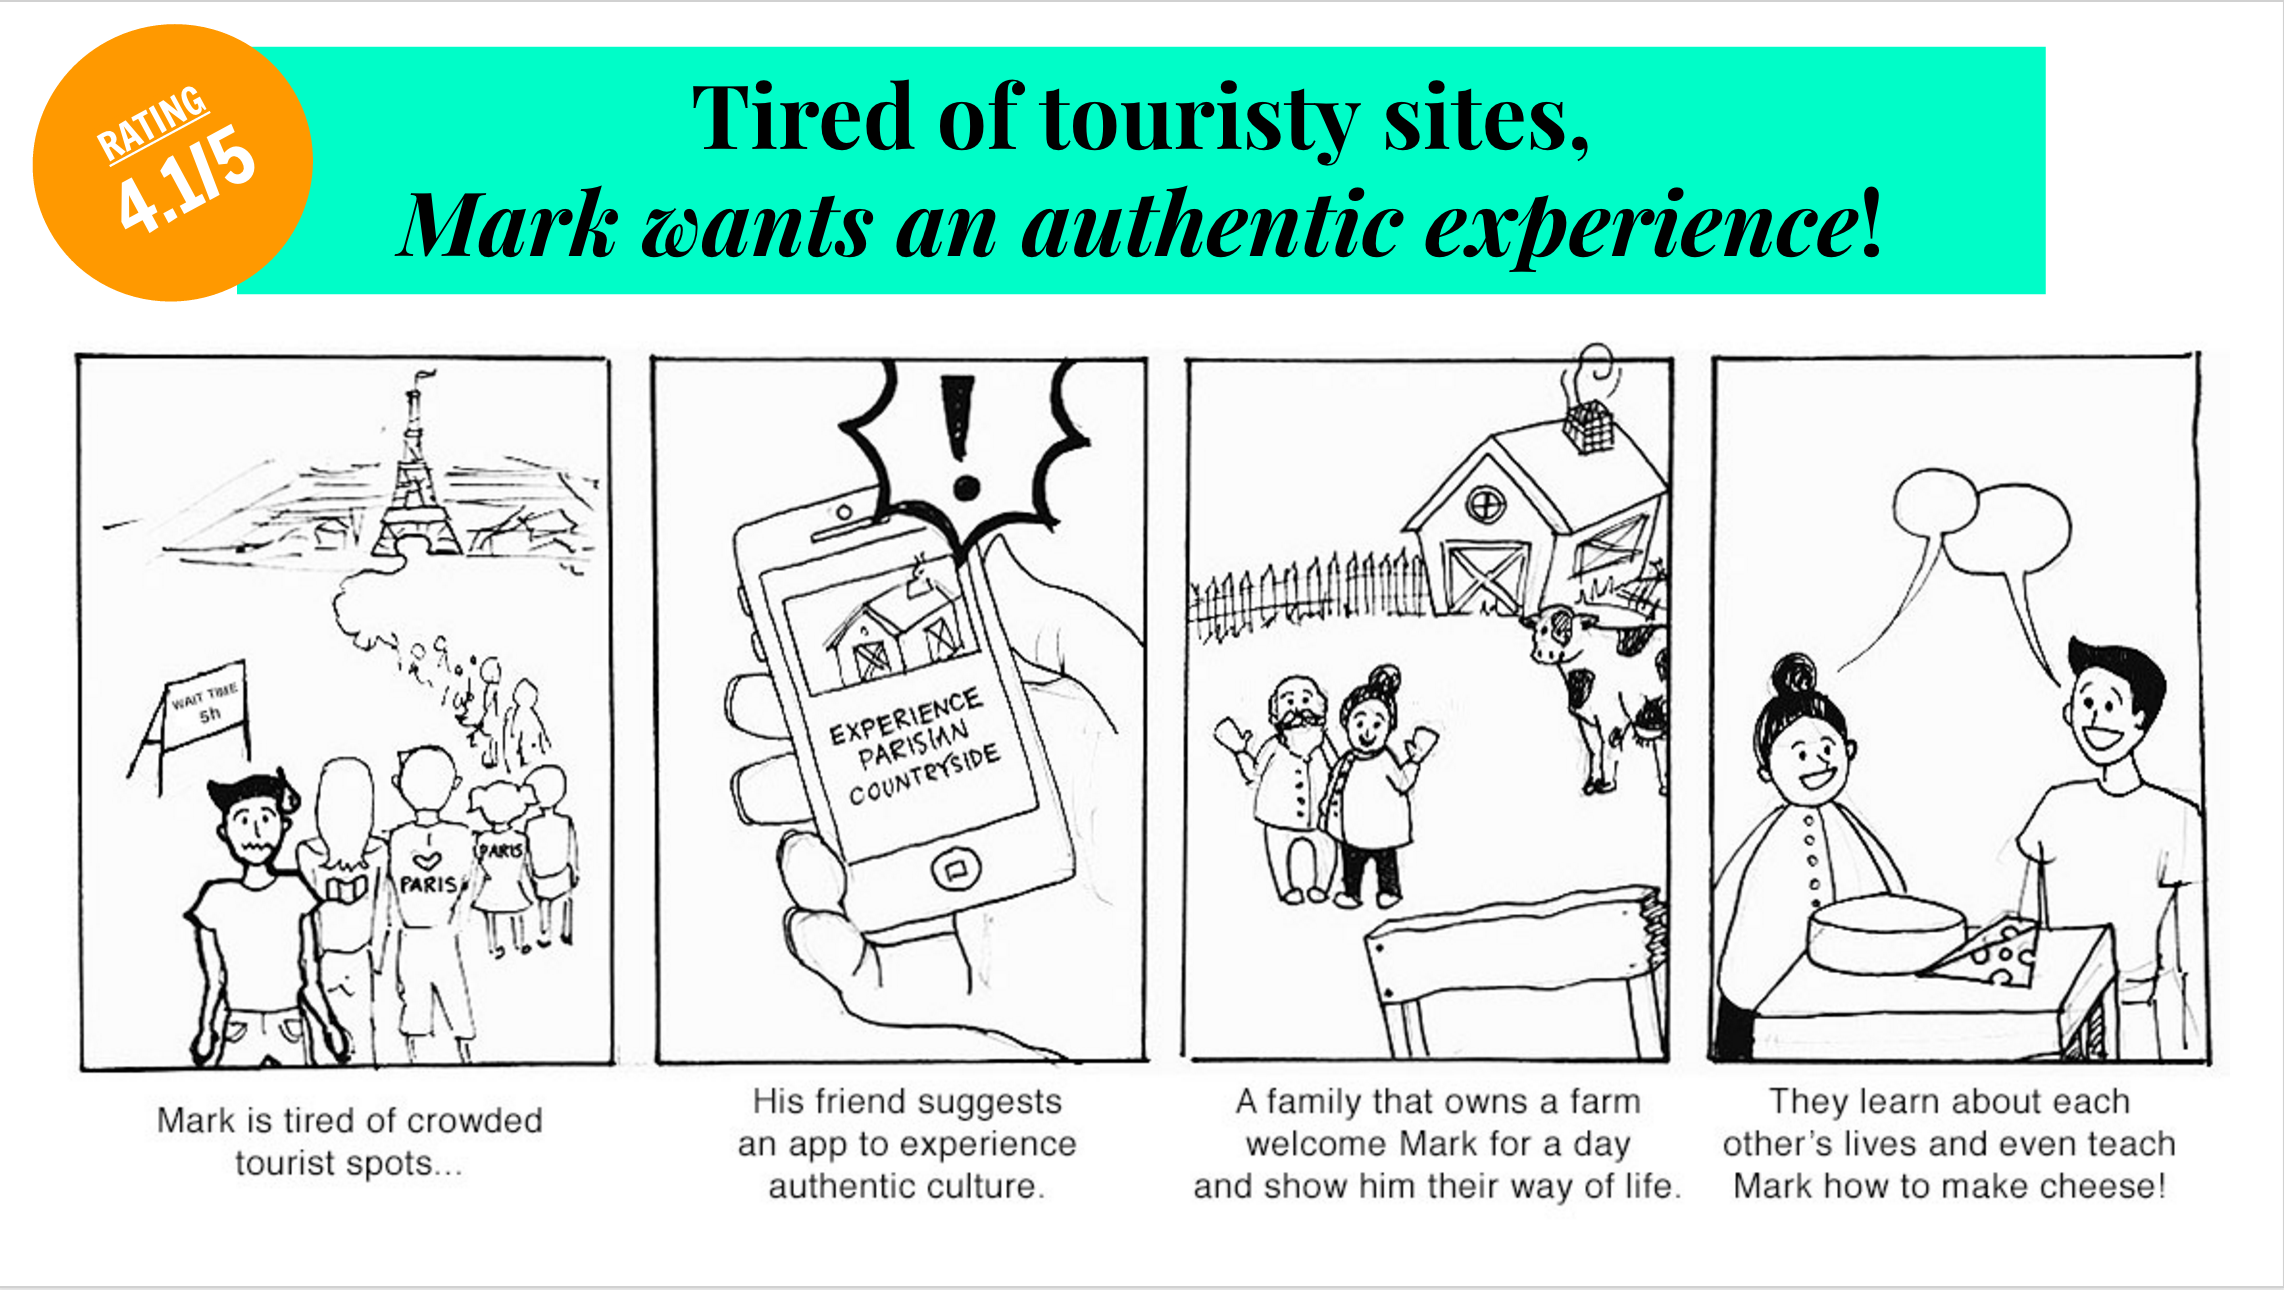 RATING
4.1/5
Tired of touristy sites,
Mark wants an authentic experience!
WAIT TIME
5h
I
PARIS
PARIS
!
EXPERIENCE
PARISIAN
COUNTRYSIDE
Mark is tired of crowded
tourist spots...
His friend suggests
an app to experience
authentic culture.
A family that owns a farm
welcome Mark for a day
and show him their way of life.
They learn about each
other's lives and even teach
Mark how to make cheese!